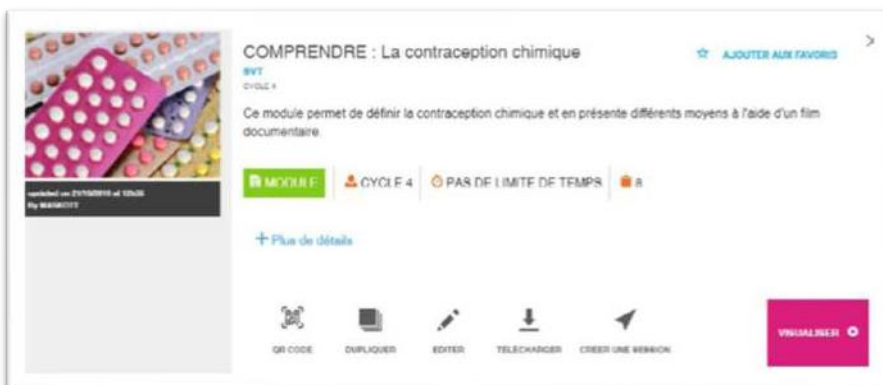 COMPRENDRE : La contraception chimique
AJOUTER AUX FAVORIS
SVT
CYCLE 4
Ce module permet de définir la contraception chimique et en présente différents moyens à l'aide d'un film
documentaire.
MODULE
CYCLE 4
PAS DE LIMITE DE TEMPS
8
by MASKOTT
+ Plus de détails
QR CODE
DUPLIQUER
EDITER
TELECHARGER
CREER UNE SESSION
VISUALISER